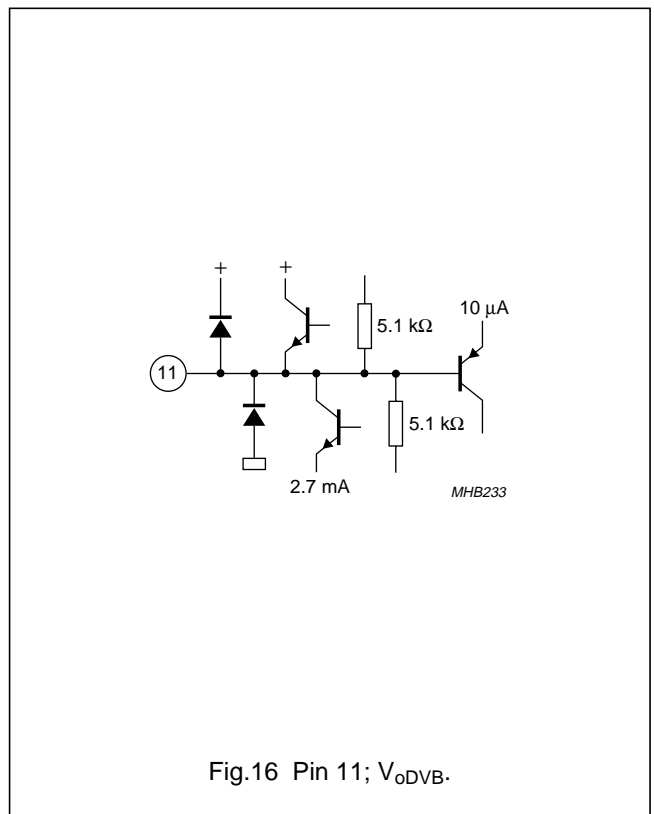 + +
5.1 kΩ
10 μA
11
5.1 kΩ
2.7 mA
MHB233
Fig.16 Pin 11; VoDVB.